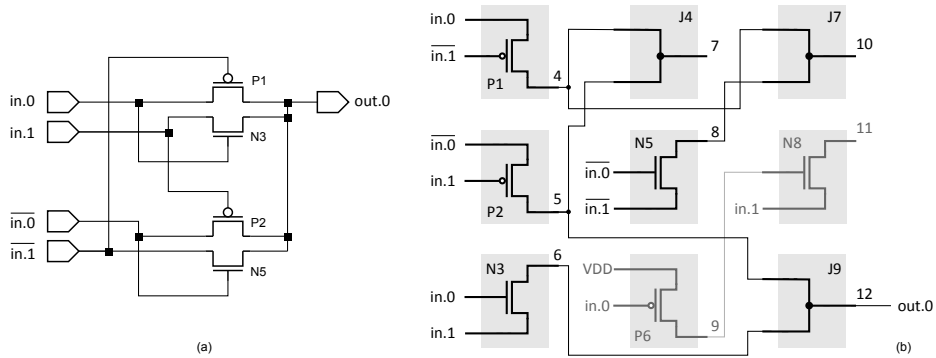 in.0
in.1
in.0
in.1
P1
N3
P2
N5
out.0
(a)
in.0
in.1
P1
4
J4
7
J7
10
in.0
in.1
P2
5
N5
8
in.0
in.1
N8
11
in.1
N3
6
in.0
in.1
VDD
in.0
P6
9
J9
12
out.0
(b)